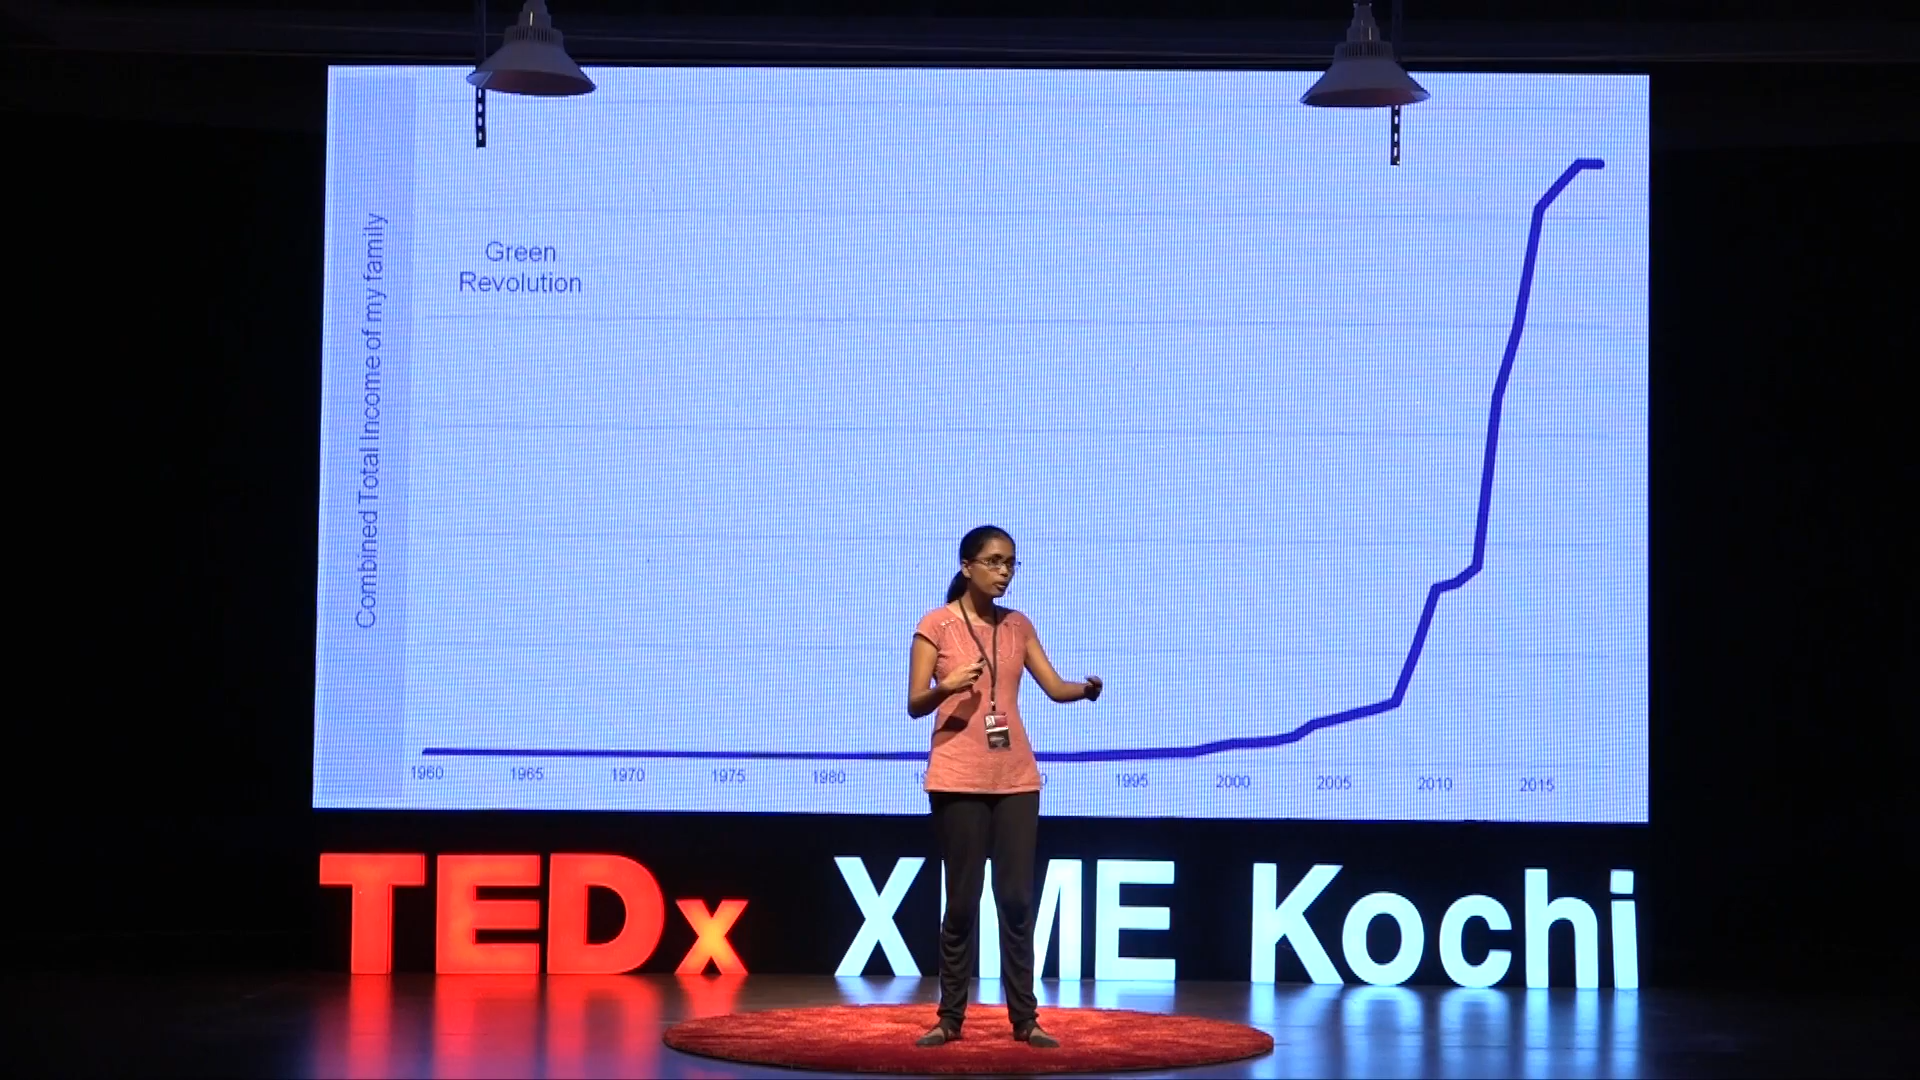 Combined Total Income of my family
Green
Revolution
1960 1965 1970 1975 1980 1995 2000 2005 2010 2015
TEDx XIME Kochi